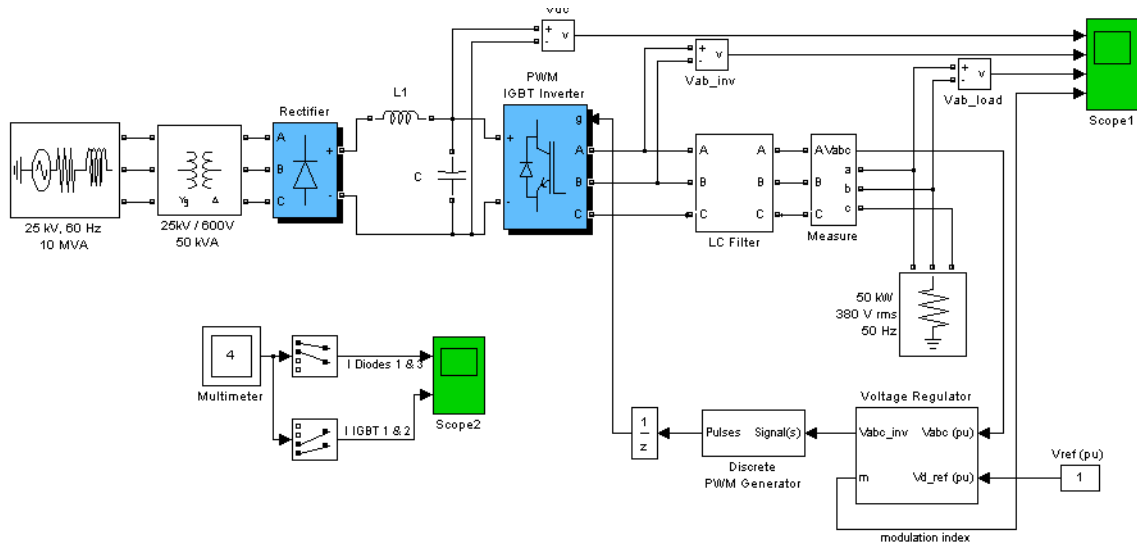 Vdc
+
-
v
+
-
v
Vab_inv
+
-
v
Vab_load
Scope1
PWM
IGBT Inverter
L1
Rectifier
A
B
C
+
-
C
+
-
g
A
B
C
A
B
C
A
B
C
LC Filter
A
B
C
Vabc
a
b
c
Measure
Yg
Δ
25 kV, 60 Hz
10 MVA
25kV / 600V
50 kVA
50 kW
380 V rms
50 Hz
4
Multimeter
I Diodes 1 & 3
I IGBT 1 & 2
Scope2
1
z
Pulses
Signal(s)
Discrete
PWM Generator
Voltage Regulator
Vabc_inv
Vabc (pu)
m
Vd_ref (pu)
Vref (pu)
1
modulation index